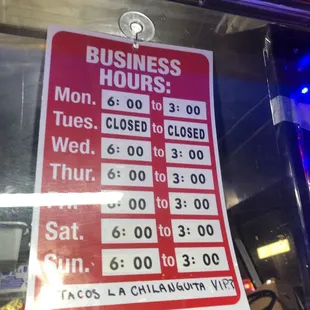 BUSINESS
HOURS:
Mon. 6:00 to 3:00
Tues. CLOSED to CLOSED
Wed. 6:00 to 3:00
Thur. 6:00 to 3:00
Fri. 6:00 to 3:00
Sat. 6:00 to 3:00
Sun. 6:00 to 3:00
TACOS LA CHILANGUITA V.I.P.